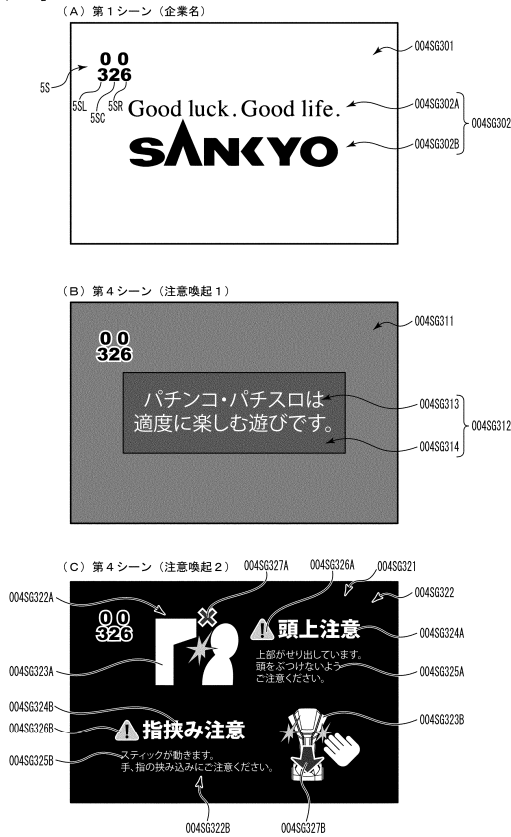 （A）第１シーン（企業名）
004SG301
0 0
326
5S
5SL
5SC
5SR
Good luck. Good life.
SANKYO
004SG302A
004SG302B
004SG302
（B）第４シーン（注意喚起１）
004SG311
0 0
326
パチンコ・パチスロは
適度に楽しむ遊びです。
004SG313
004SG314
004SG312
（C）第４シーン（注意喚起２）
004SG327A
004SG326A
004SG321
004SG322
004SG322A
0 0
326
頭上注意
004SG324A
上部がせり出しています。
頭をぶつけないよう
ご注意ください。
004SG325A
004SG323A
004SG324B
004SG326B
指挟み注意
004SG323B
004SG325B
スティックが動きます。
手、指の挟み込みにご注意ください。
004SG322B
004SG327B